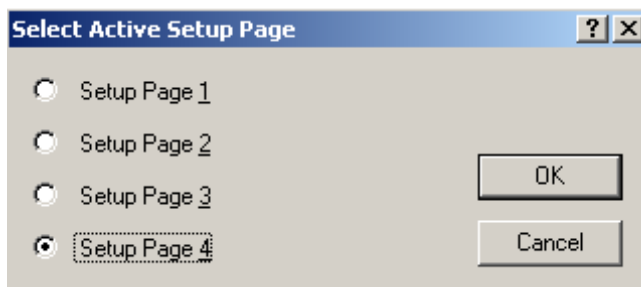 Select Active Setup Page
Setup Page 1
Setup Page 2
Setup Page 3
Setup Page 4
OK
Cancel